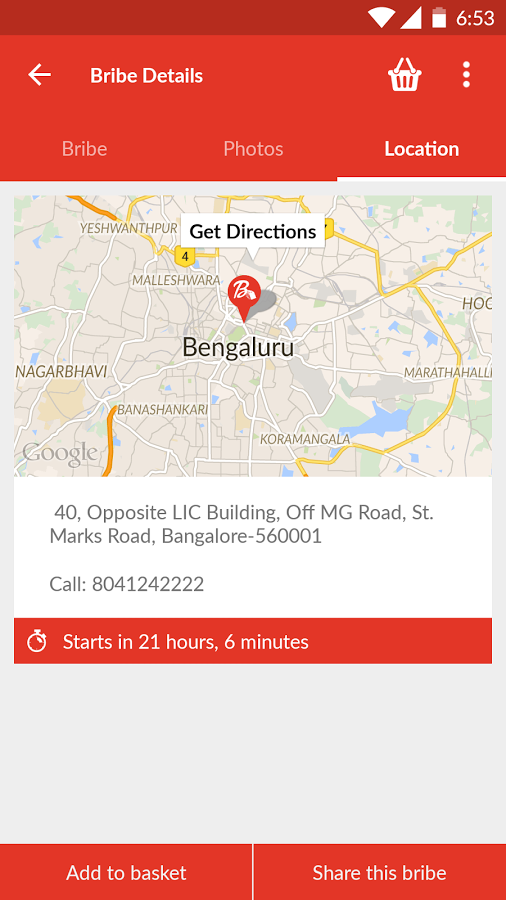 6:53
Bribe Details
Bribe
Photos
Location
YESHWANTHPUR
Get Directions
4
7
MALLESHWARA
B
HOC
Bengaluru
NAGARBHAVI
MARATHAHALLI
BANASHANKARI
KORAMANGALA
Google
40, Opposite LIC Building, Off MG Road, St.
Marks Road, Bangalore-560001
Call: 8041242222
Starts in 21 hours, 6 minutes
Add to basket
Share this bribe